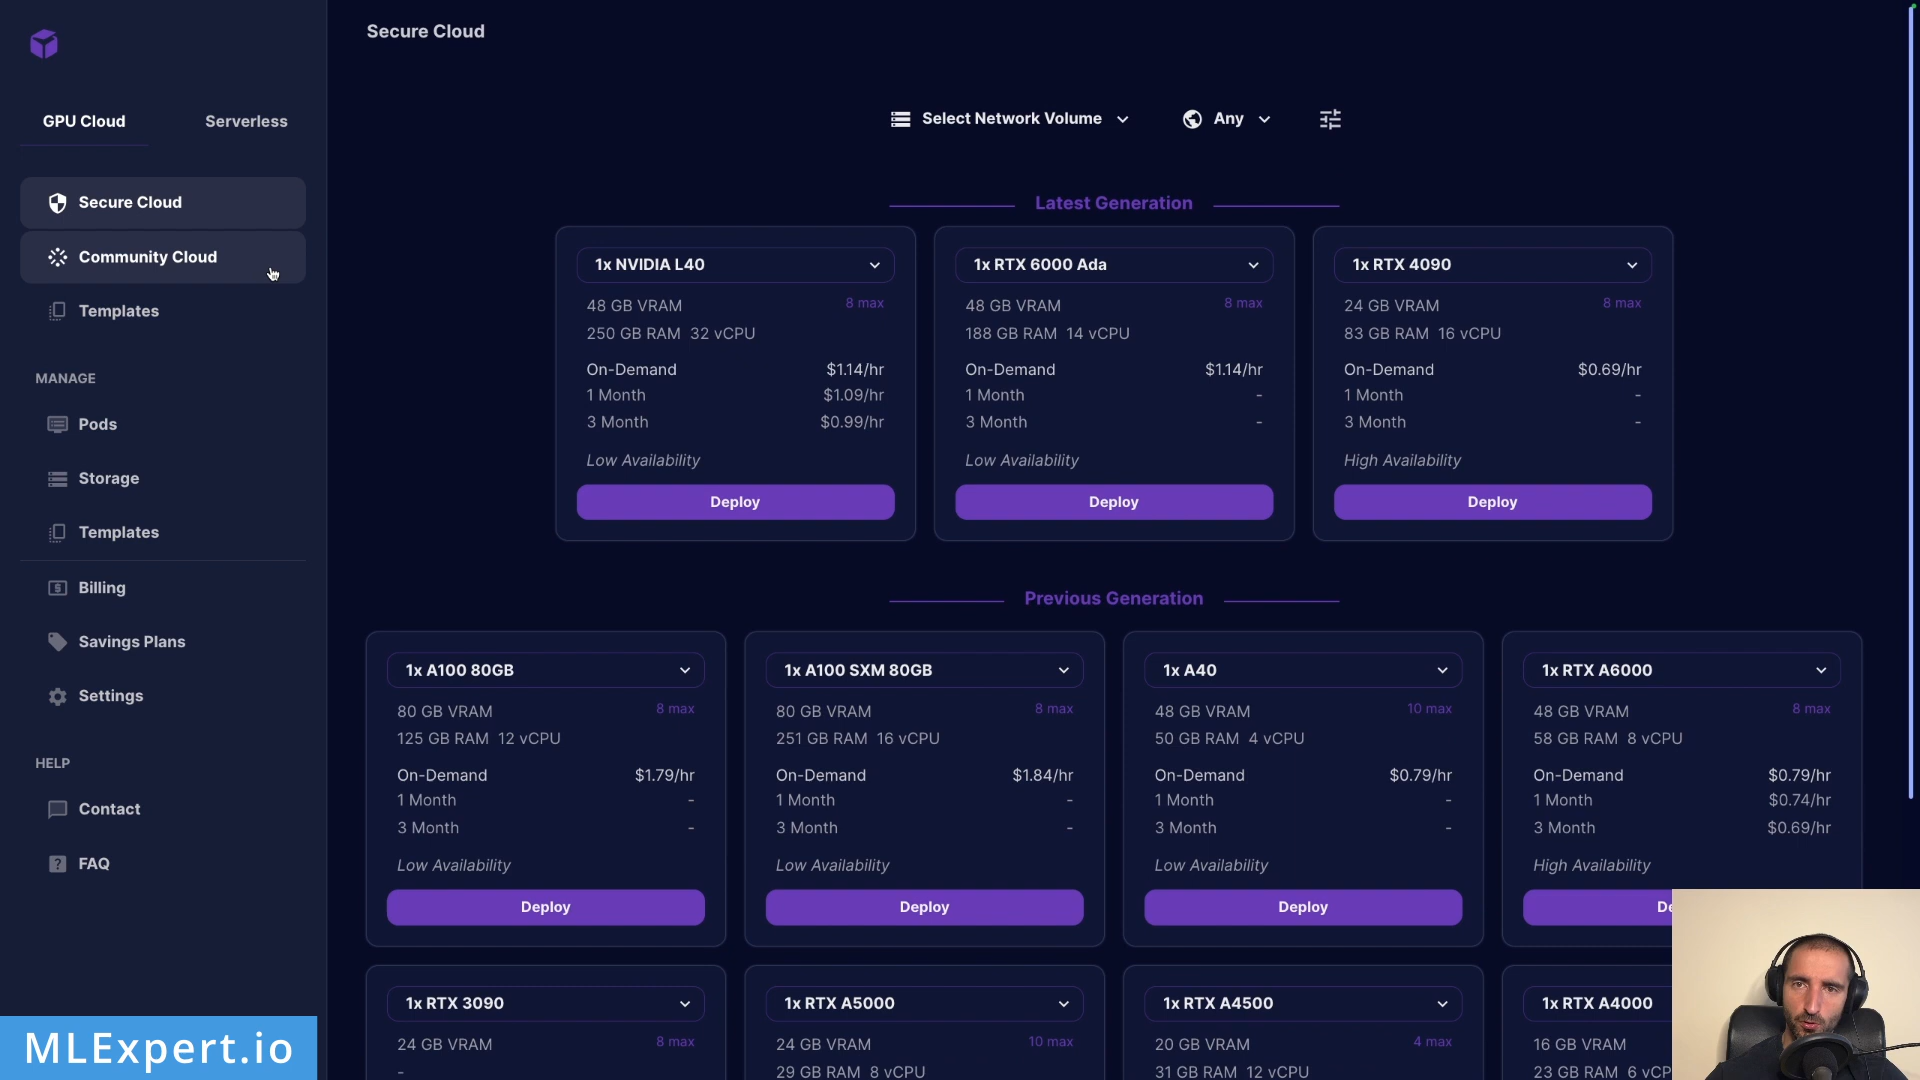 Secure Cloud
GPU Cloud
Serverless
Secure Cloud
Community Cloud
Templates
MANAGE
Pods
Storage
Templates
Billing
Savings Plans
Settings
HELP
Contact
FAQ
MLExpert.io
Select Network Volume
Any
Latest Generation
1x NVIDIA L40
48 GB VRAM 8 max
250 GB RAM 32 vCPU
On-Demand $1.14/hr
1 Month $1.09/hr
3 Month $0.99/hr
Low Availability
Deploy
1x RTX 6000 Ada
48 GB VRAM 8 max
188 GB RAM 14 vCPU
On-Demand $1.14/hr
1 Month -
3 Month -
Low Availability
Deploy
1x RTX 4090
24 GB VRAM 8 max
83 GB RAM 16 vCPU
On-Demand $0.69/hr
1 Month -
3 Month -
High Availability
Deploy
Previous Generation
1x A100 80GB
80 GB VRAM 8 max
125 GB RAM 12 vCPU
On-Demand $1.79/hr
1 Month -
3 Month -
Low Availability
Deploy
1x A100 SXM 80GB
80 GB VRAM 8 max
251 GB RAM 16 vCPU
On-Demand $1.84/hr
1 Month -
3 Month -
Low Availability
Deploy
1x A40
48 GB VRAM 10 max
50 GB RAM 4 vCPU
On-Demand $0.79/hr
1 Month -
3 Month -
Low Availability
Deploy
1x RTX A6000
48 GB VRAM 8 max
58 GB RAM 8 vCPU
On-Demand $0.79/hr
1 Month $0.74/hr
3 Month $0.69/hr
High Availability
1x RTX 3090
24 GB VRAM 8 max
-
1x RTX A5000
24 GB VRAM 10 max
29 GB RAM 8 vCPU
1x RTX A4500
20 GB VRAM 4 max
31 GB RAM 12 vCPU
1x RTX A4000
16 GB VRAM
23 GB RAM 6 vCP